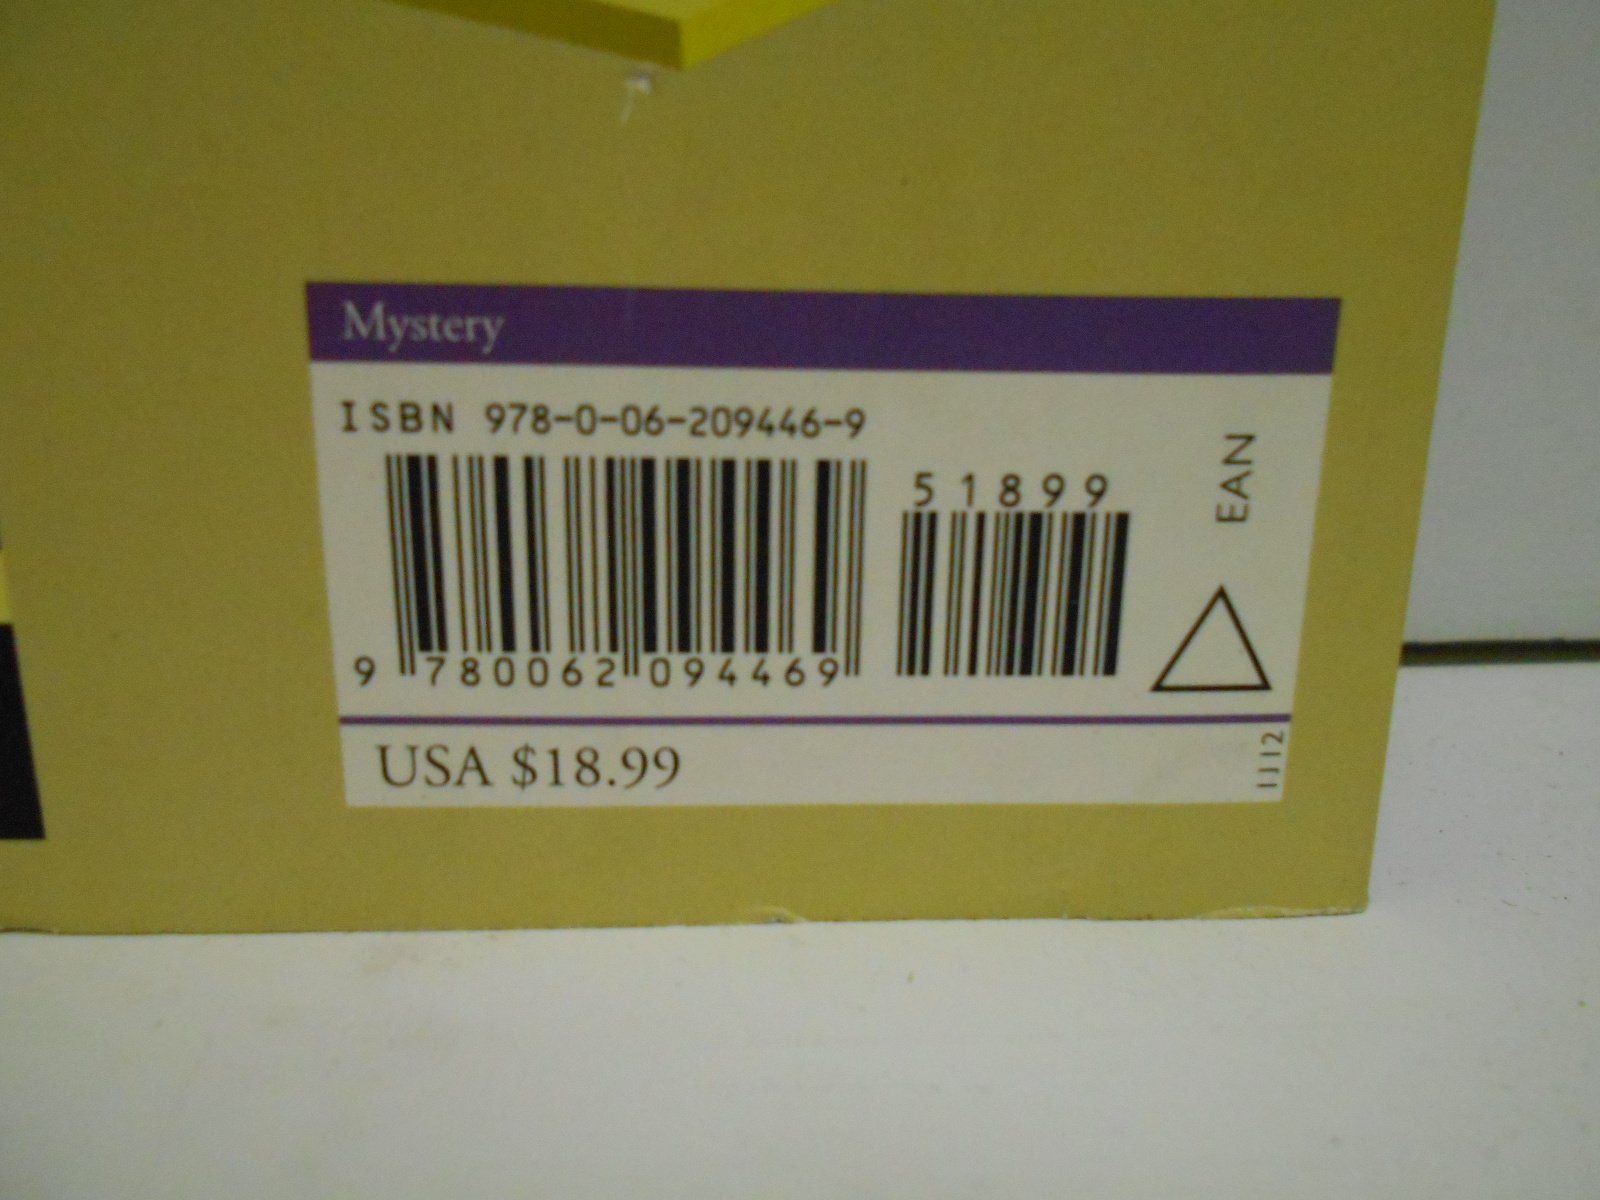 Mystery
ISBN 978-0-06-209446-9
51899
EAN
9 780062 094469
USA $18.99
1112